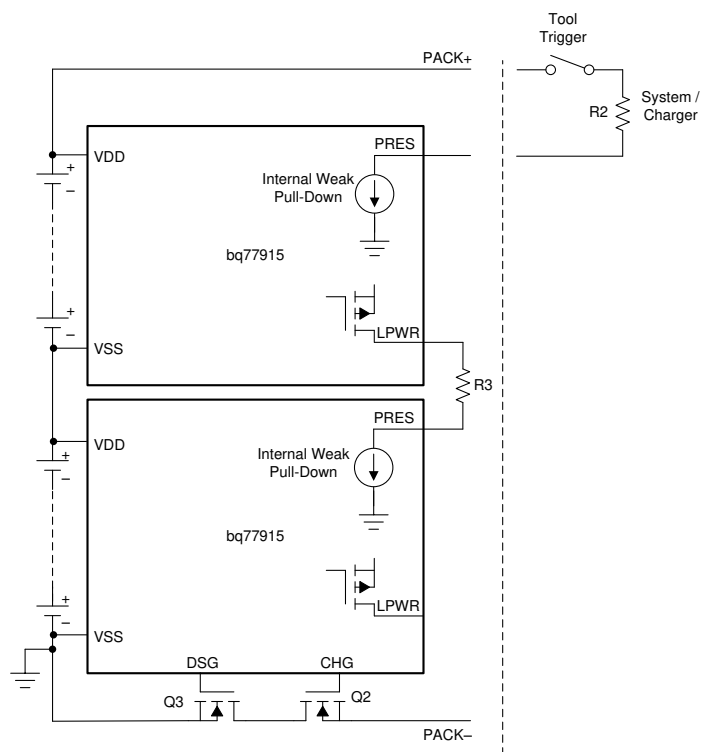 Tool
Trigger
PACK+
R2
System /
Charger
PRES
VDD
+
–
Internal Weak
Pull-Down
bq77915
+
–
LPWR
VSS
R3
PRES
VDD
+
–
Internal Weak
Pull-Down
bq77915
+
–
LPWR
VSS
DSG
CHG
Q3
Q2
PACK–